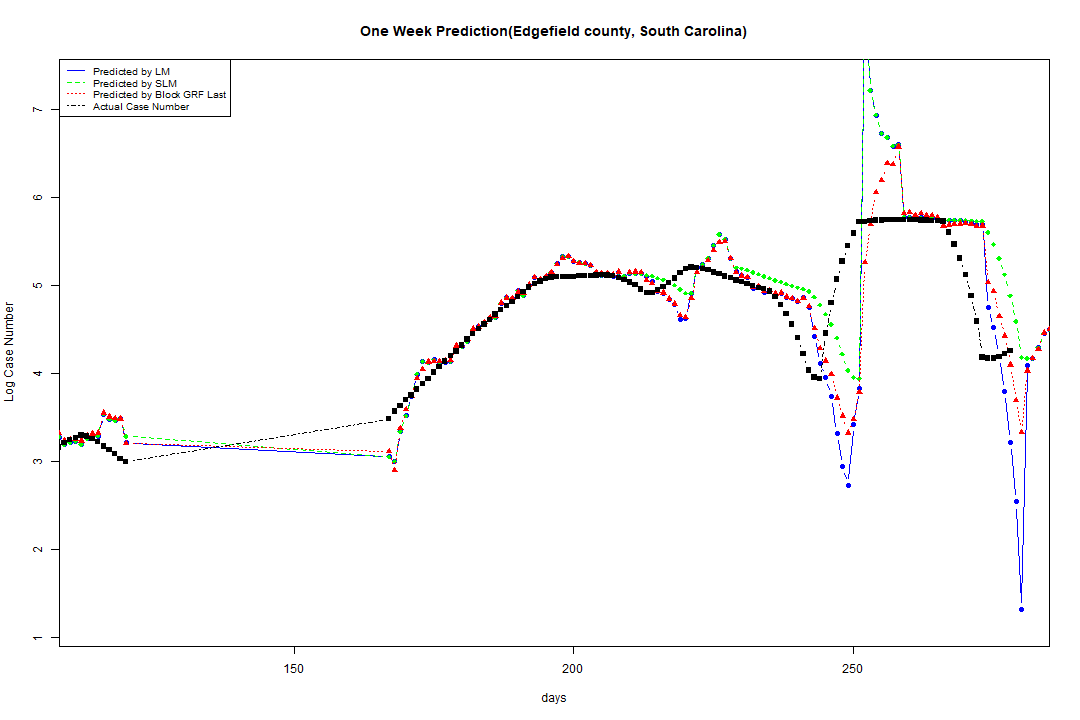 One Week Prediction(Edgefield county, South Carolina)
Predicted by LM
Predicted by SLM
Predicted by Block GRF Last
Actual Case Number
Log Case Number
7
6
5
4
3
2
1
150 200 250
days